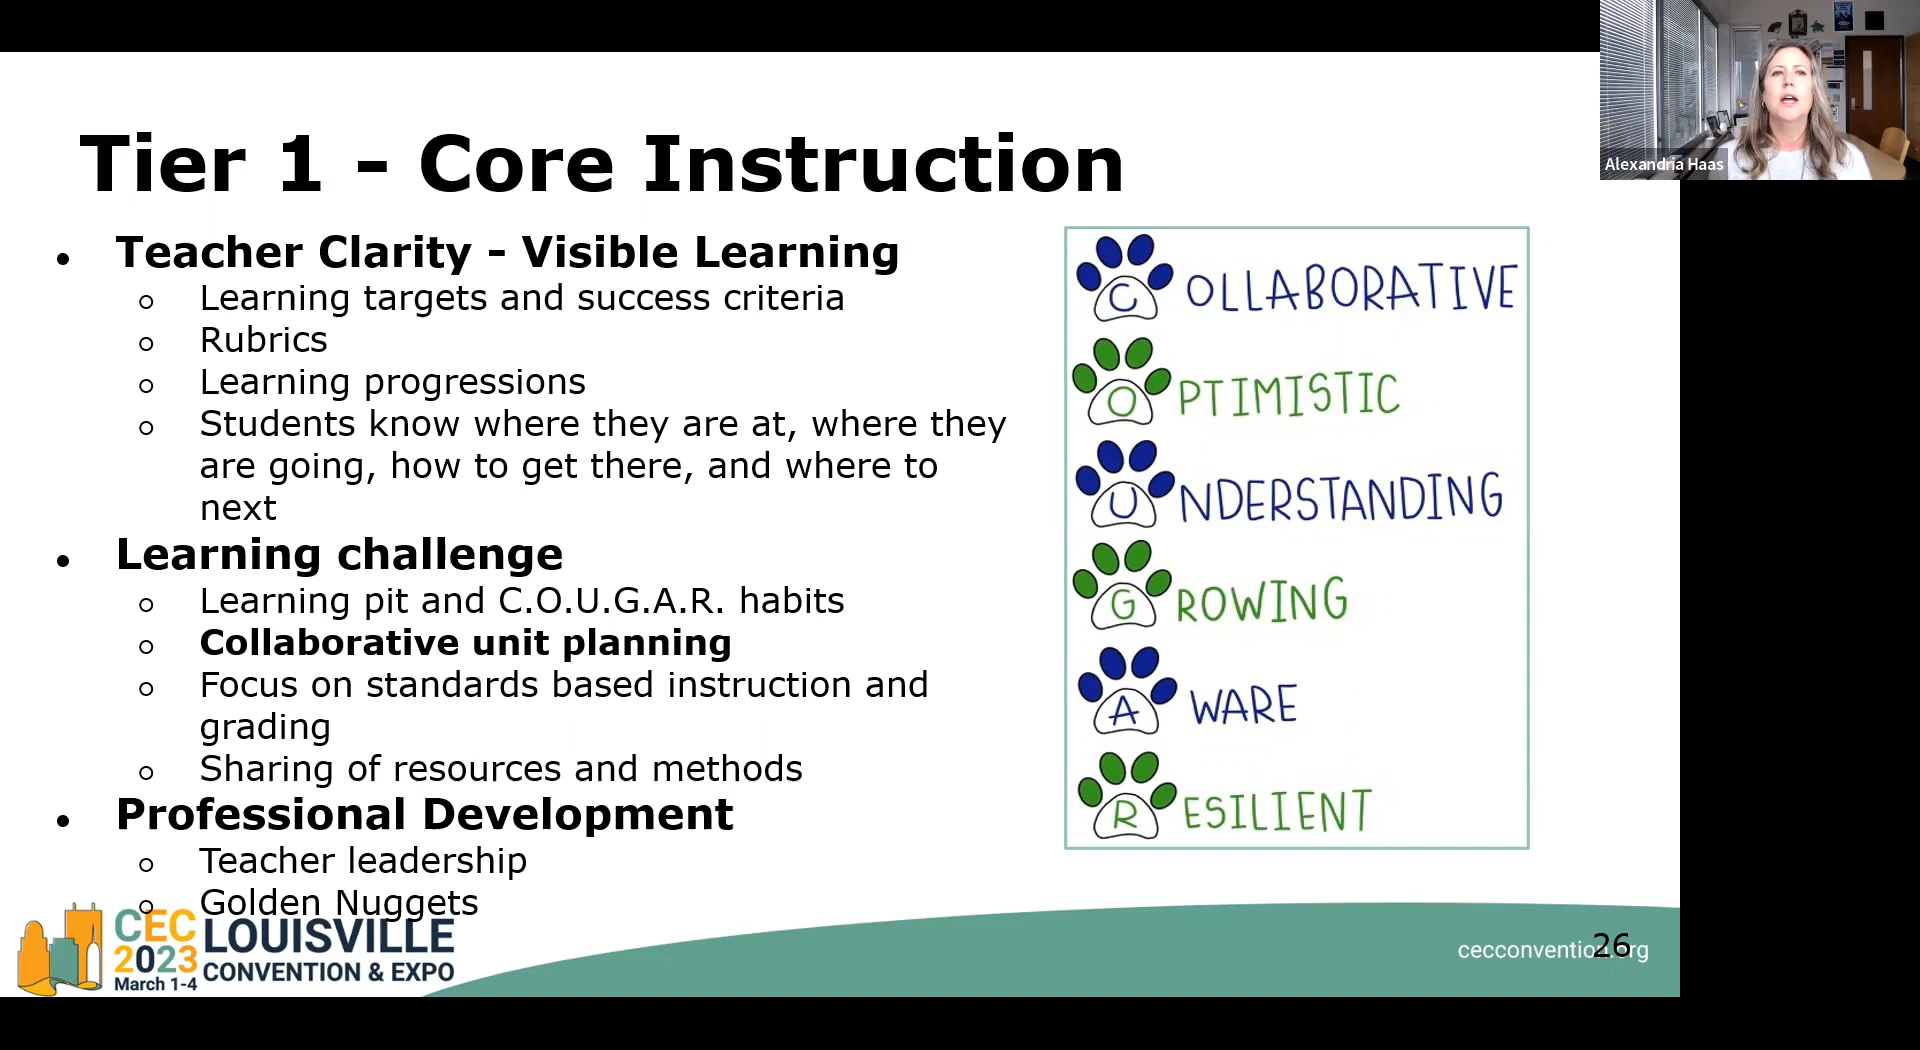 Alexandria Haas
Tier 1 - Core Instruction
Teacher Clarity - Visible Learning
Learning targets and success criteria
Rubrics
Learning progressions
Students know where they are at, where they
are going, how to get there, and where to
next
Learning challenge
Learning pit and C.O.U.G.A.R. habits
Collaborative unit planning
Focus on standards based instruction and
grading
Sharing of resources and methods
Professional Development
Teacher leadership
Golden Nuggets
COLLABORATIVE
OPTIMISTIC
UNDERSTANDING
GROWING
AWARE
RESILIENT
CEC
2023
March 1-4
LOUISVILLE
CONVENTION & EXPO
cecconvention.org
26